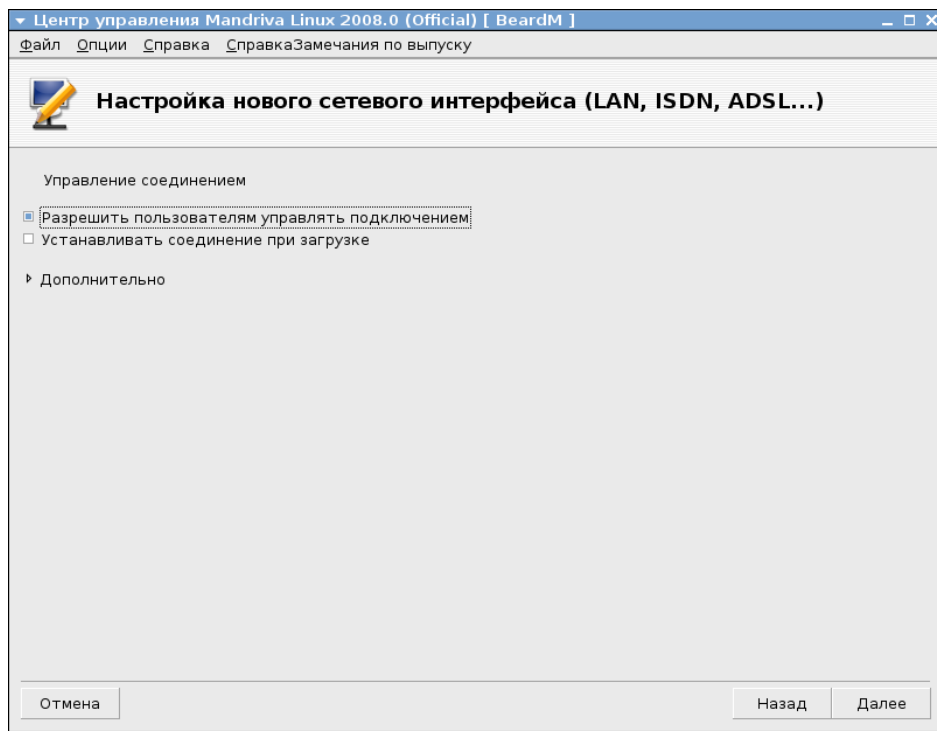 Центр управления Mandriva Linux 2008.0 (Official) [ BeardM ]
Файл Опции Справка СправкаЗамечания по выпуску
Настройка нового сетевого интерфейса (LAN, ISDN, ADSL...)
Управление соединением
Разрешить пользователям управлять подключением
Устанавливать соединение при загрузке
Дополнительно
Отмена Назад Далее